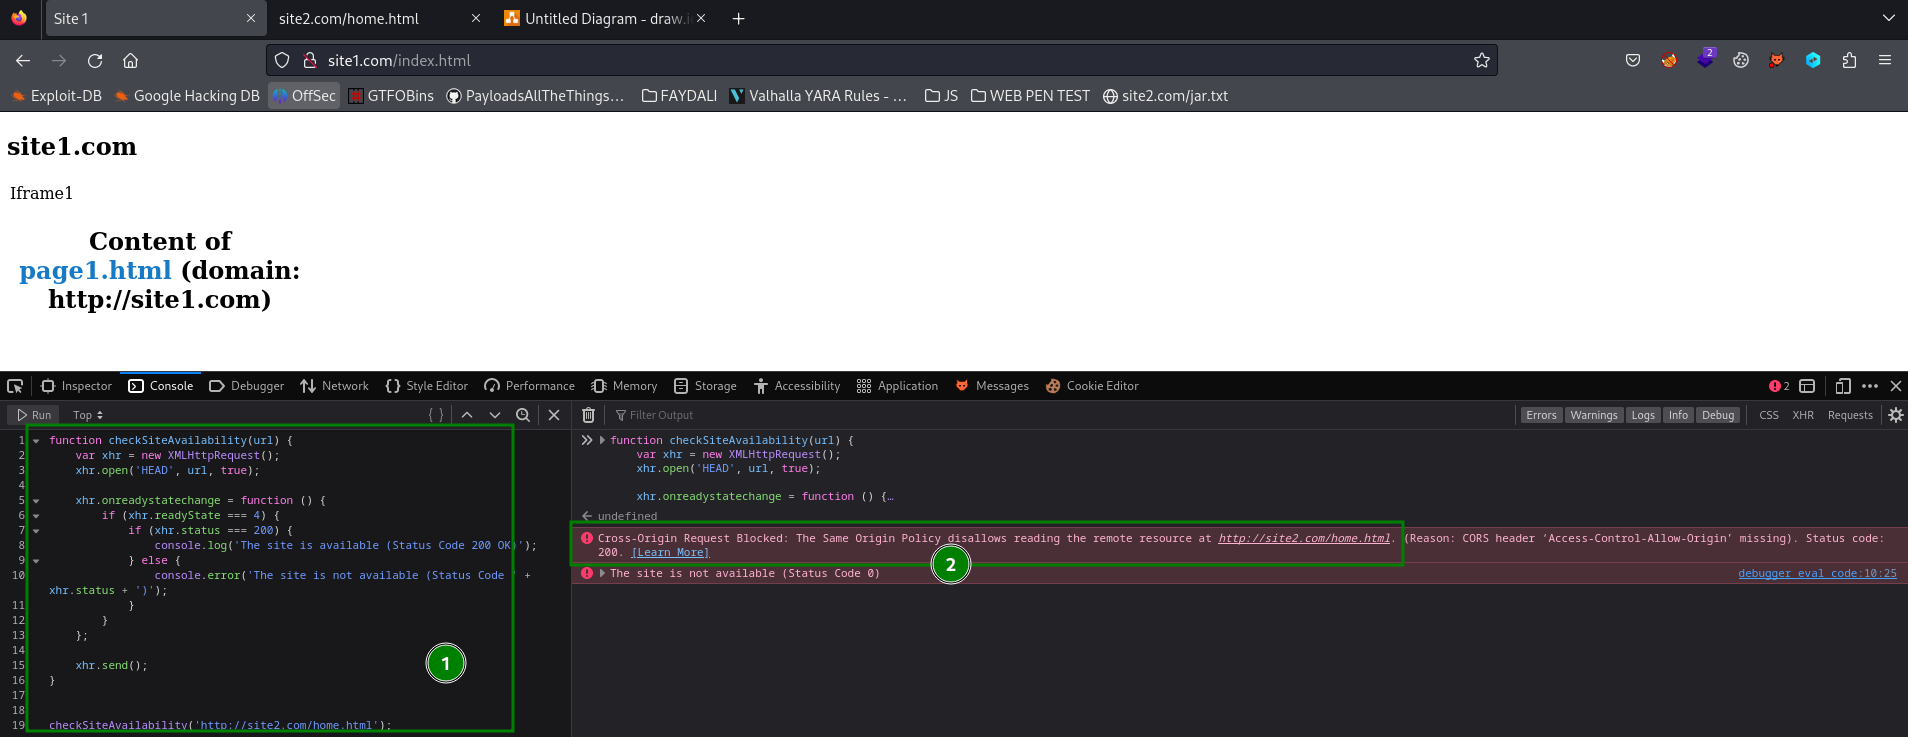 Site 1
site2.com/home.html
Untitled Diagram - draw.i
site1.com/index.html
2
Exploit-DB
Google Hacking DB
OffSec
GTFOBins
PayloadsAllTheThings…
FAYDALI
Valhalla YARA Rules - …
JS
WEB PEN TEST
site2.com/jar.txt
site1.com
Iframe1
Content of
page1.html (domain:
http://site1.com)
Inspector
Console
Debugger
Network
Style Editor
Performance
Memory
Storage
Accessibility
Application
Messages
Cookie Editor
2
Run
Top
{ }
Filter Output
Errors
Warnings
Logs
Info
Debug
CSS
XHR
Requests
1 function checkSiteAvailability(url) {
2 var xhr = new XMLHttpRequest();
3 xhr.open('HEAD', url, true);
4
5 xhr.onreadystatechange = function () {
6 if (xhr.readyState === 4) {
7 if (xhr.status === 200) {
8 console.log('The site is available (Status Code 200 OK)');
9 } else {
10 console.error('The site is not available (Status Code ' +
xhr.status + ')');
11 }
12 }
13 };
14
15 xhr.send();
16 }
17
18
19 checkSiteAvailability('http://site2.com/home.html');
1
function checkSiteAvailability(url) {
var xhr = new XMLHttpRequest();
xhr.open('HEAD', url, true);
xhr.onreadystatechange = function () {…
undefined
Cross-Origin Request Blocked: The Same Origin Policy disallows reading the remote resource at http://site2.com/home.html. (Reason: CORS header ‘Access-Control-Allow-Origin’ missing). Status code:
200. [Learn More]
2
The site is not available (Status Code 0)
debugger eval code:10:25